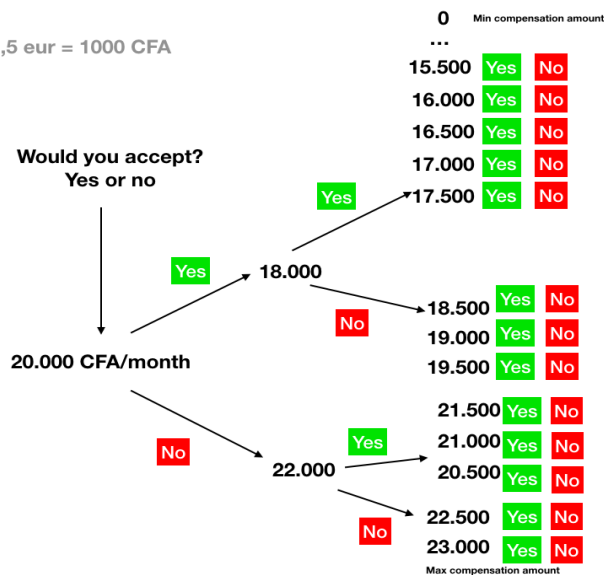 0 Min compensation amount
...
,5 eur = 1000 CFA
15.500 Yes No
16.000 Yes No
16.500 Yes No
17.000 Yes No
17.500 Yes No
Would you accept?
Yes or no
Yes
Yes
18.000
No
18.500 Yes No
19.000 Yes No
19.500 Yes No
20.000 CFA/month
No
22.000
Yes
21.500 Yes No
21.000 Yes No
20.500 Yes No
No
22.500 Yes No
23.000 Yes No
Max compensation amount